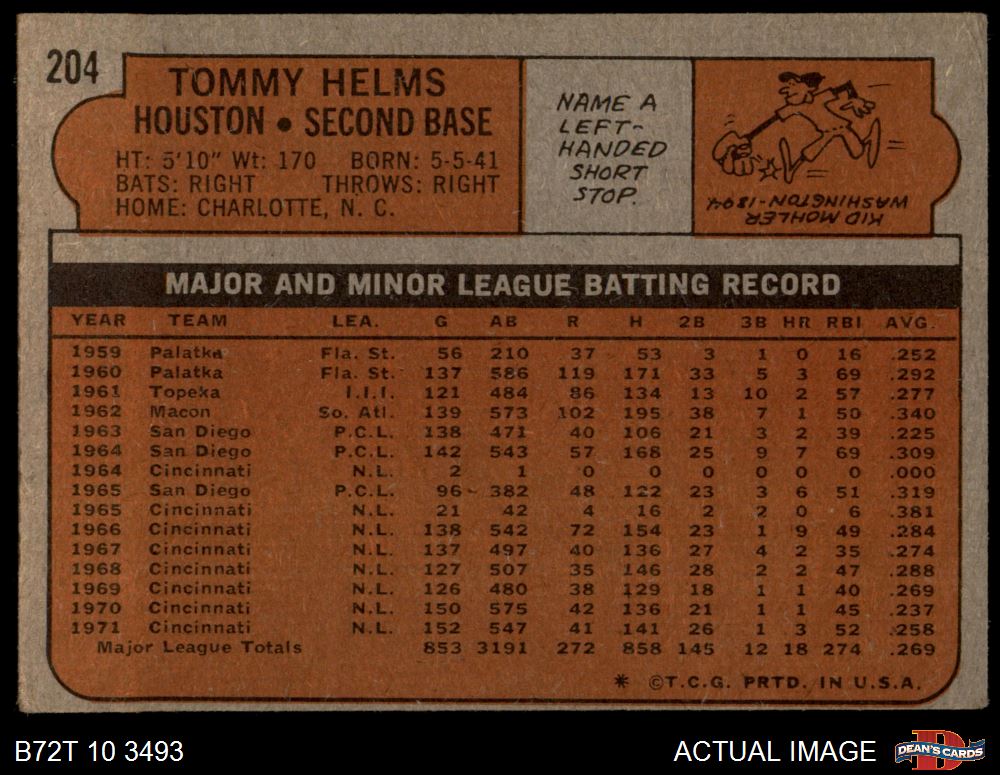 204
TOMMY HELMS
HOUSTON • SECOND BASE
HT: 5'10" Wt: 170 BORN: 5-5-41
BATS: RIGHT THROWS: RIGHT
HOME: CHARLOTTE, N. C.
NAME A
LEFT-
HANDED
SHORT
STOP.
KID MOHLER
WASHINGTON-1894
MAJOR AND MINOR LEAGUE BATTING RECORD
YEAR TEAM LEA. G AB R H 2B 3B HR RBI AVG.
1959 Palatka Fla. St. 56 210 37 53 3 1 0 16 .252
1960 Palatka Fla. St. 137 586 119 171 33 5 3 69 .292
1961 Topeka I.I.I. 121 484 86 134 13 10 2 57 .277
1962 Macon So. Atl. 139 573 102 195 38 7 1 50 .340
1963 San Diego P.C.L. 138 471 40 106 21 3 2 39 .225
1964 San Diego P.C.L. 142 543 57 168 25 9 7 69 .309
1964 Cincinnati N.L. 2 1 0 0 0 0 0 0 .000
1965 San Diego P.C.L. 96 382 48 122 23 3 6 51 .319
1965 Cincinnati N.L. 21 42 4 16 2 2 0 6 .381
1966 Cincinnati N.L. 138 542 72 154 23 1 9 49 .284
1967 Cincinnati N.L. 137 497 40 136 27 4 2 35 .274
1968 Cincinnati N.L. 127 507 35 146 28 2 2 47 .288
1969 Cincinnati N.L. 126 480 38 129 18 1 1 40 .269
1970 Cincinnati N.L. 150 575 42 136 21 1 1 45 .237
1971 Cincinnati N.L. 152 547 41 141 26 1 3 52 .258
Major League Totals 853 3191 272 858 145 12 18 274 .269
* ©T.C.G. PRTD. IN U.S.A.
B72T 10 3493
ACTUAL IMAGE
DEAN'S CARDS